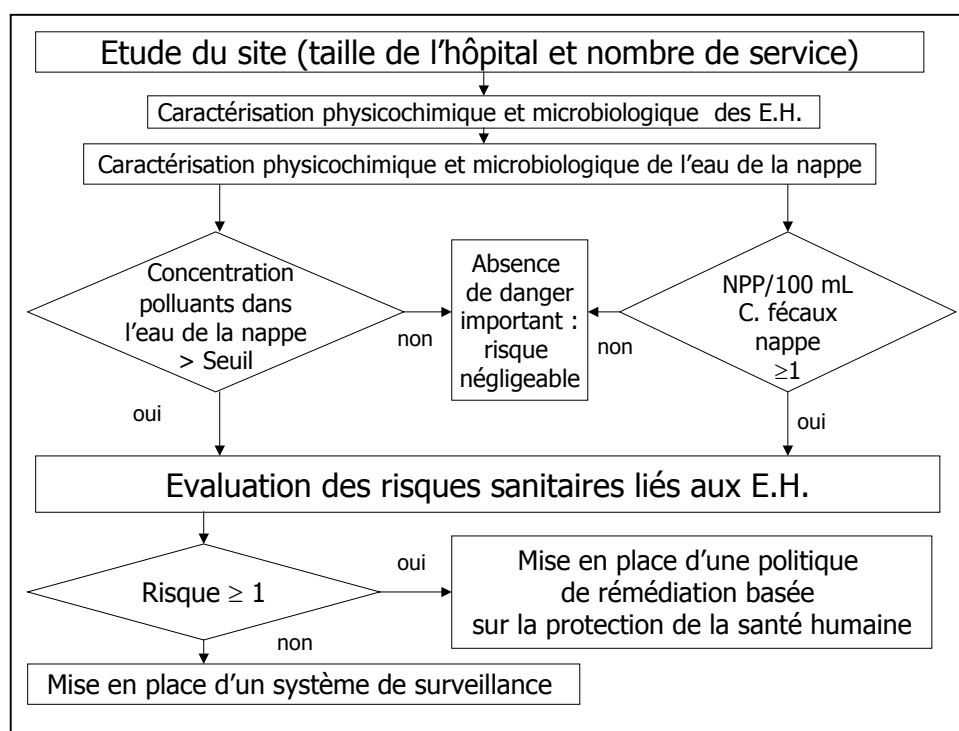 Etude du site (taille de l'hôpital et nombre de service)
Caractérisation physicochimique et microbiologique des E.H.
Caractérisation physicochimique et microbiologique de l'eau de la nappe
Concentration
polluants dans
l'eau de la nappe
> Seuil
non
Absence
de danger
important :
risque
négligeable
NPP/100 mL
C. fécaux
nappe
≥1
non
oui
oui
Evaluation des risques sanitaires liés aux E.H.
Risque ≥ 1
oui
Mise en place d'une politique
de rémédiation basée
sur la protection de la santé humaine
non
Mise en place d'un système de surveillance